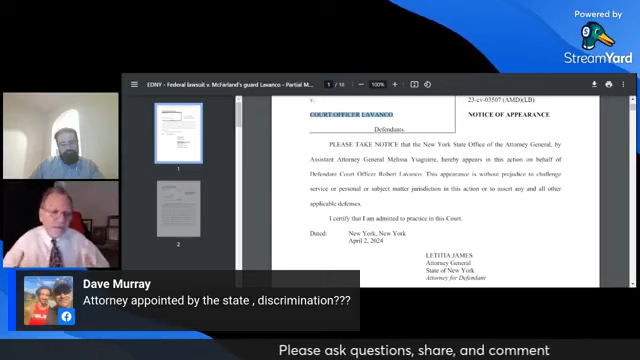 Powered by
StreamYard
EDNY - Federal lawsuit v. McFarland's guard Lavanco - Partial M...
1 / 18
100%
v.
23-cv-03507 (AMD)(LB)
COURT OFFICER LAVANCO.
NOTICE OF APPEARANCE
Defendants.
PLEASE TAKE NOTICE that the New York State Office of the Attorney General, by
Assistant Attorney General Melissa Ysaguirre, hereby appears in this action on behalf of
Defendant Court Officer Robert Lavanco. This appearance is without prejudice to challenge
service or personal or subject matter jurisdiction in this action or to assert any and all other
applicable defenses.
I certify that I am admitted to practice in this Court.
Dated: New York, New York
April 2, 2024
LETITIA JAMES
Attorney General
State of New York
Attorney for Defendant
1
2
Dave Murray
Attorney appointed by the state , discrimination???
Please ask questions, share, and comment